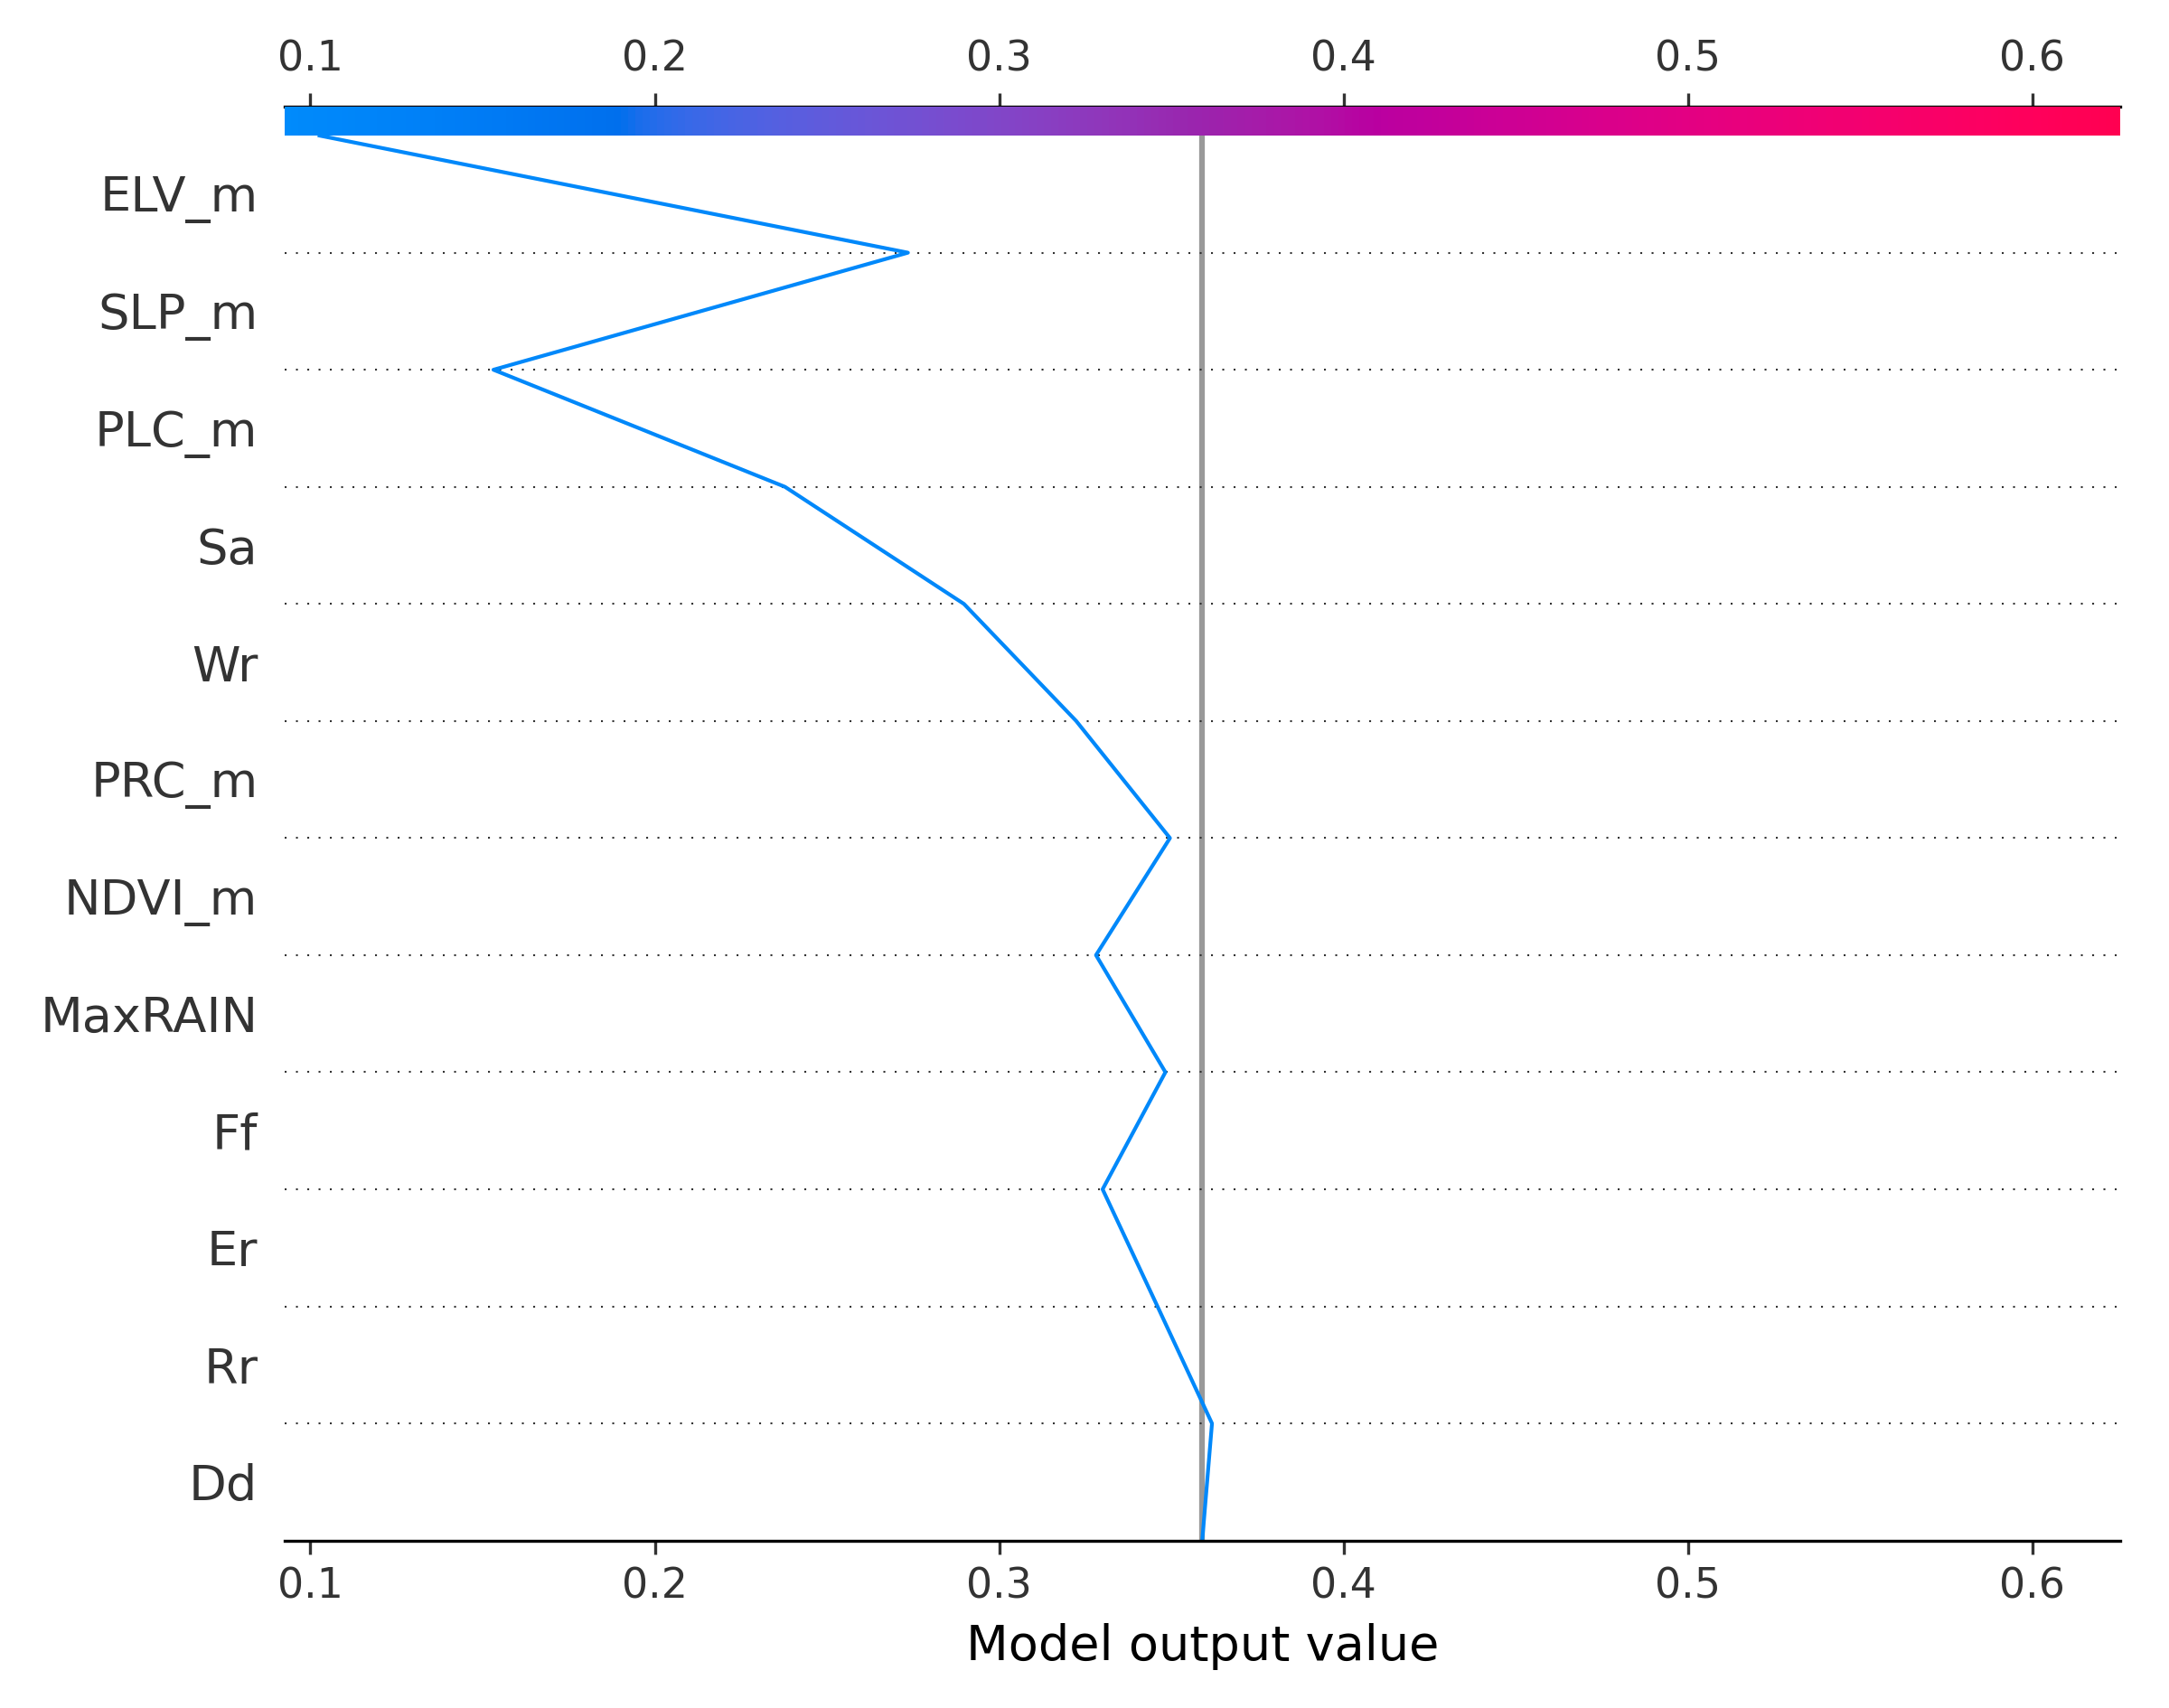 0.1 0.2 0.3 0.4 0.5 0.6
ELV_m
SLP_m
PLC_m
Sa
Wr
PRC_m
NDVI_m
MaxRAIN
Ff
Er
Rr
Dd
0.1 0.2 0.3 0.4 0.5 0.6
Model output value